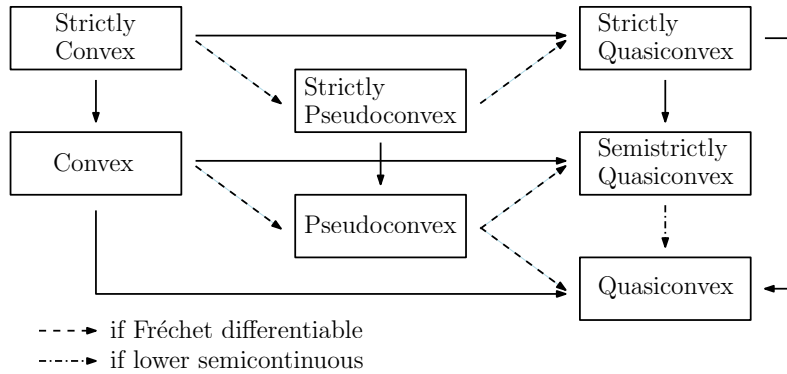 Strictly
Convex
Strictly
Quasiconvex
Strictly
Pseudoconvex
Convex
Semistrictly
Quasiconvex
Pseudoconvex
Quasiconvex
if Fréchet differentiable
if lower semicontinuous